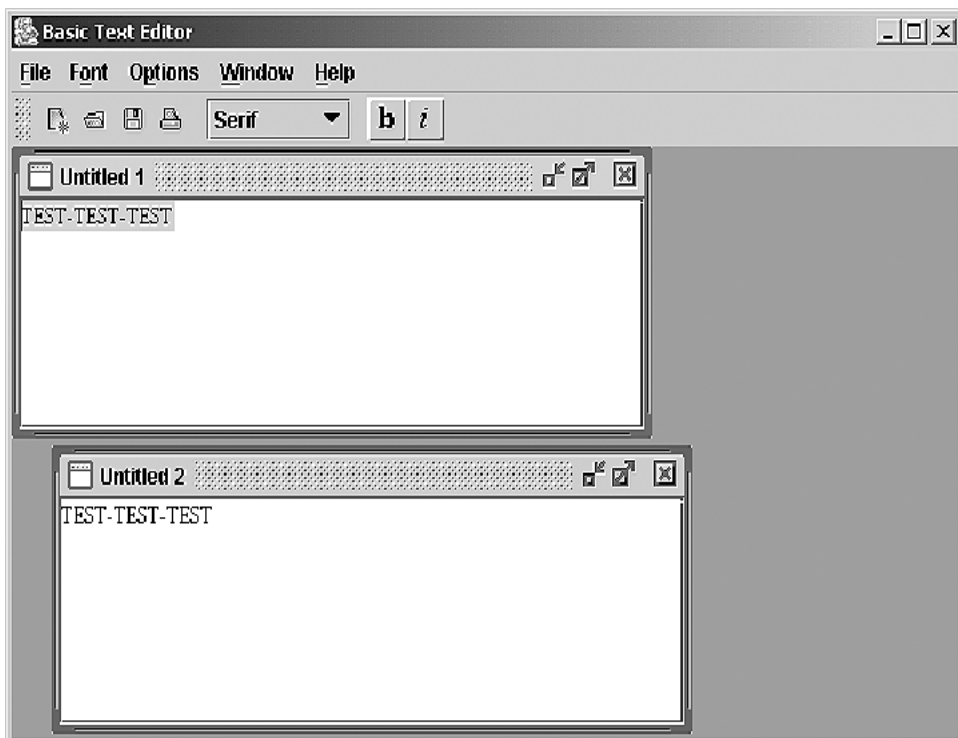 Basic Text Editor
File Font Options Window Help
Serif b i
Untitled 1
TEST-TEST-TEST
Untitled 2
TEST-TEST-TEST